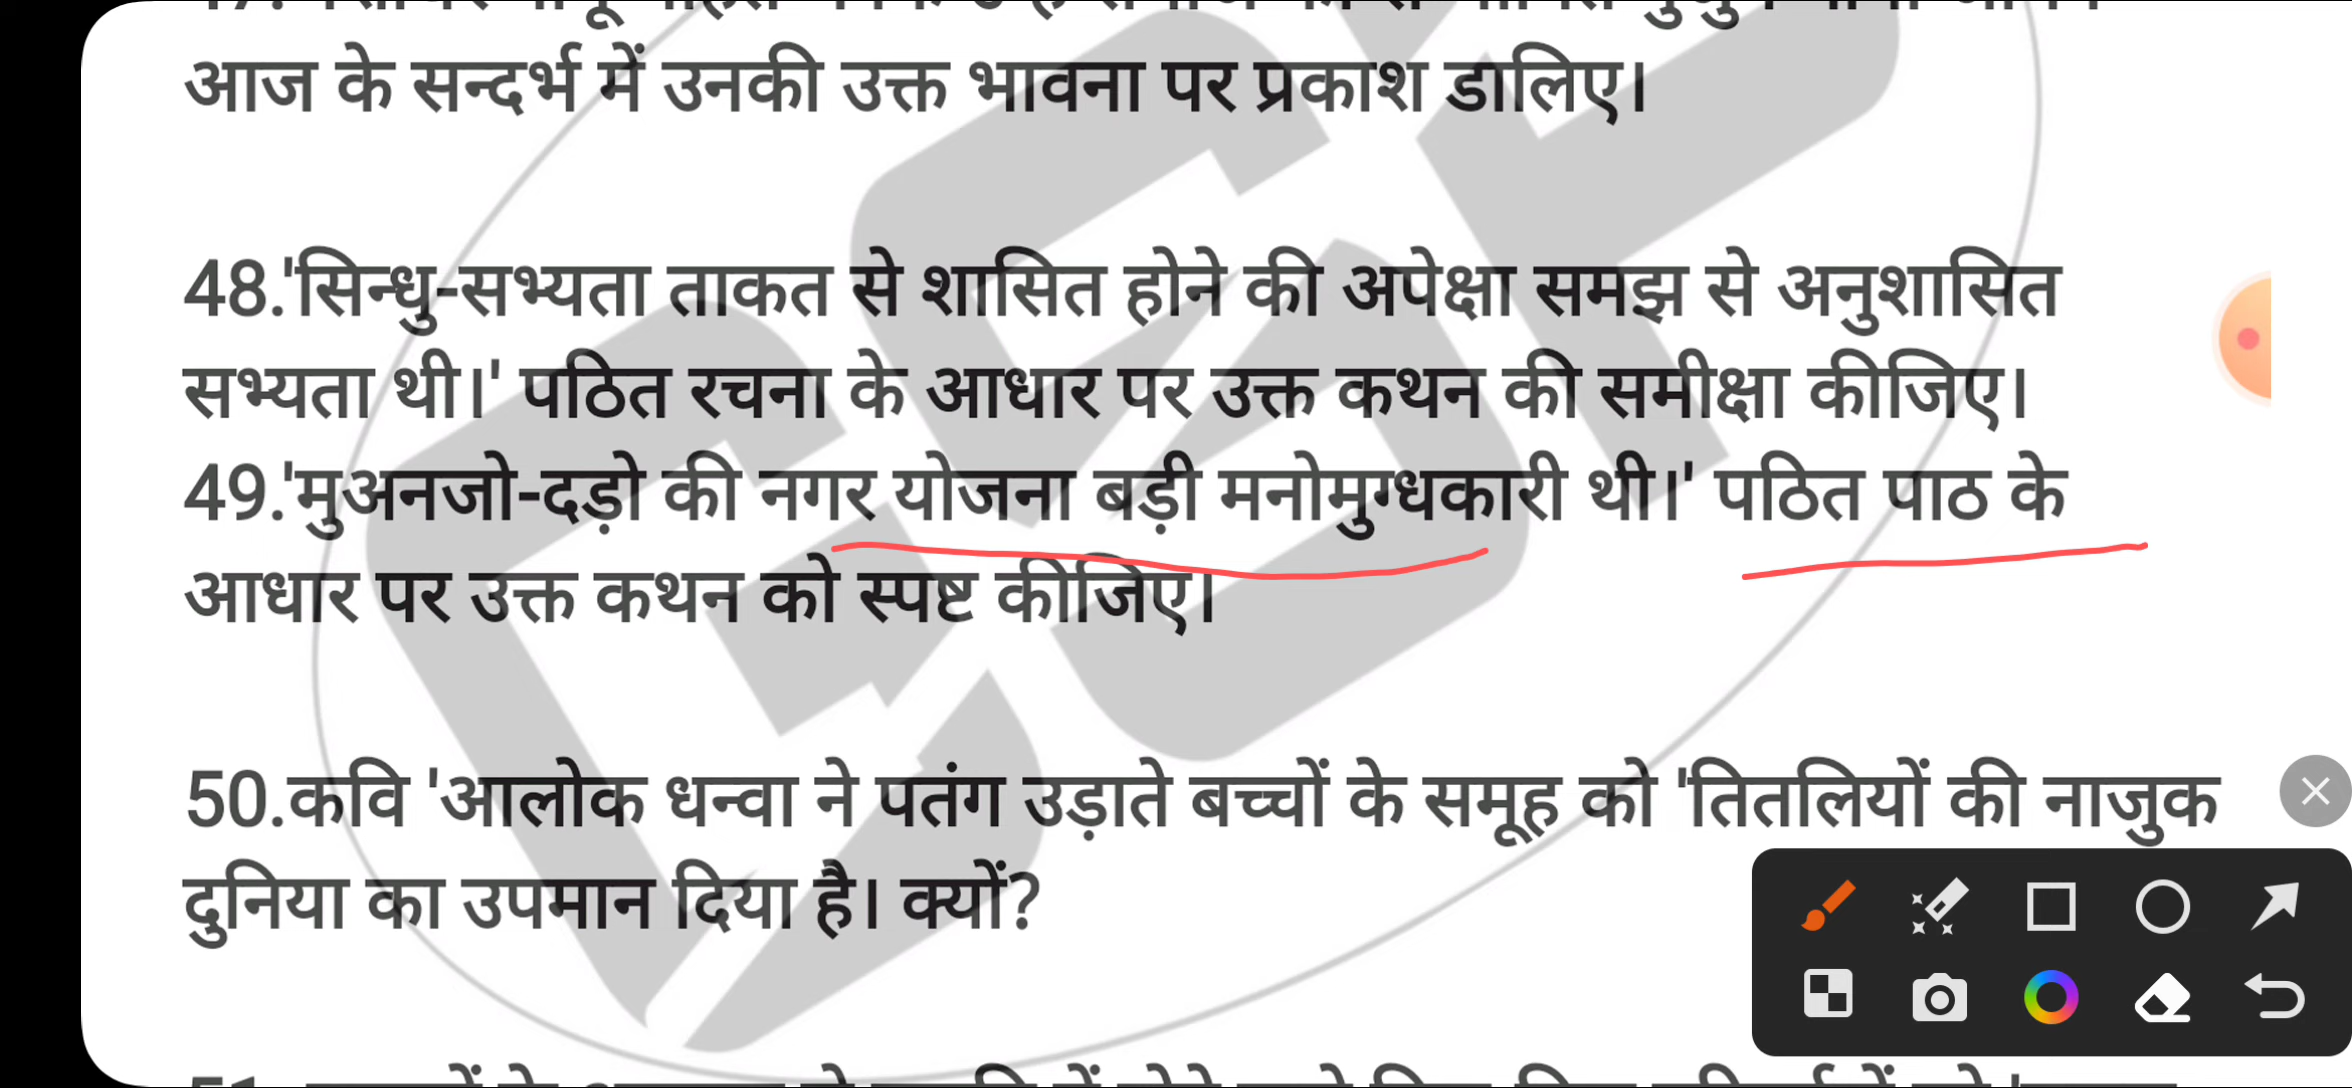 आज के सन्दर्भ में उनकी उक्त भावना पर प्रकाश डालिए।
48.'सिन्धु-सभ्यता ताकत से शासित होने की अपेक्षा समझ से अनुशासित
सभ्यता थी।' पठित रचना के आधार पर उक्त कथन की समीक्षा कीजिए।
49.'मुअनजो-दड़ो की नगर योजना बड़ी मनोमुग्धकारी थी।' पठित पाठ के
आधार पर उक्त कथन को स्पष्ट कीजिए।
50.कवि 'आलोक धन्वा ने पतंग उड़ाते बच्चों के समूह को 'तितलियों की नाजुक
दुनिया का उपमान दिया है। क्यों?